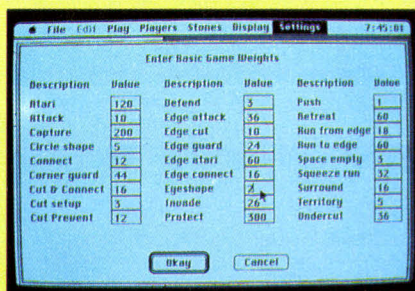 File Edit Play Players Stones Display Settings 7:45:01
Enter Basic Game Weights
Description Value Description Value Description Value
Atari 120 Defend 3 Push 1
Attack 10 Edge attack 36 Retreat 60
Capture 200 Edge cut 10 Run from edge 18
Circle shape 5 Edge guard 24 Run to edge 60
Connect 12 Edge atari 60 Space empty 3
Corner guard 44 Edge connect 16 Squeeze run 32
Cut & Connect 16 Eyeshape 2 Surround 16
Cut setup 3 Invade 26 Territory 5
Cut Prevent 12 Protect 300 Undercut 36
Okay Cancel